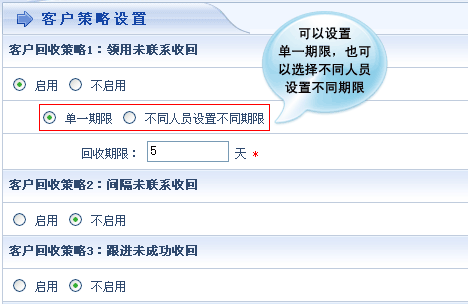 客户策略设置
可以设置
单一期限，也可
以选择不同人员
设置不同期限
客户回收策略1：领用未联系收回
启用 不启用
单一期限 不同人员设置不同期限
回收期限： 5 天 *
客户回收策略2：间隔未联系收回
启用 不启用
客户回收策略3：跟进未成功收回
启用 不启用